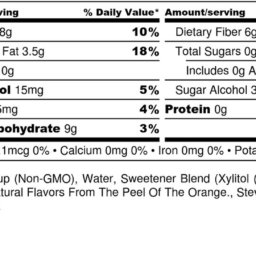 ving % Daily Value* Amount/serving
8g 10% Dietary Fiber 6g
Fat 3.5g 18% Total Sugars 0g
0g Includes 0g A
ol 15mg 5% Sugar Alcohol 3
5mg 4% Protein 0g
bohydrate 9g 3%
1mcg 0% • Calcium 0mg 0% • Iron 0mg 0% • Pota
up (Non-GMO), Water, Sweetener Blend (Xylitol (
atural Flavors From The Peel Of The Orange., Stev